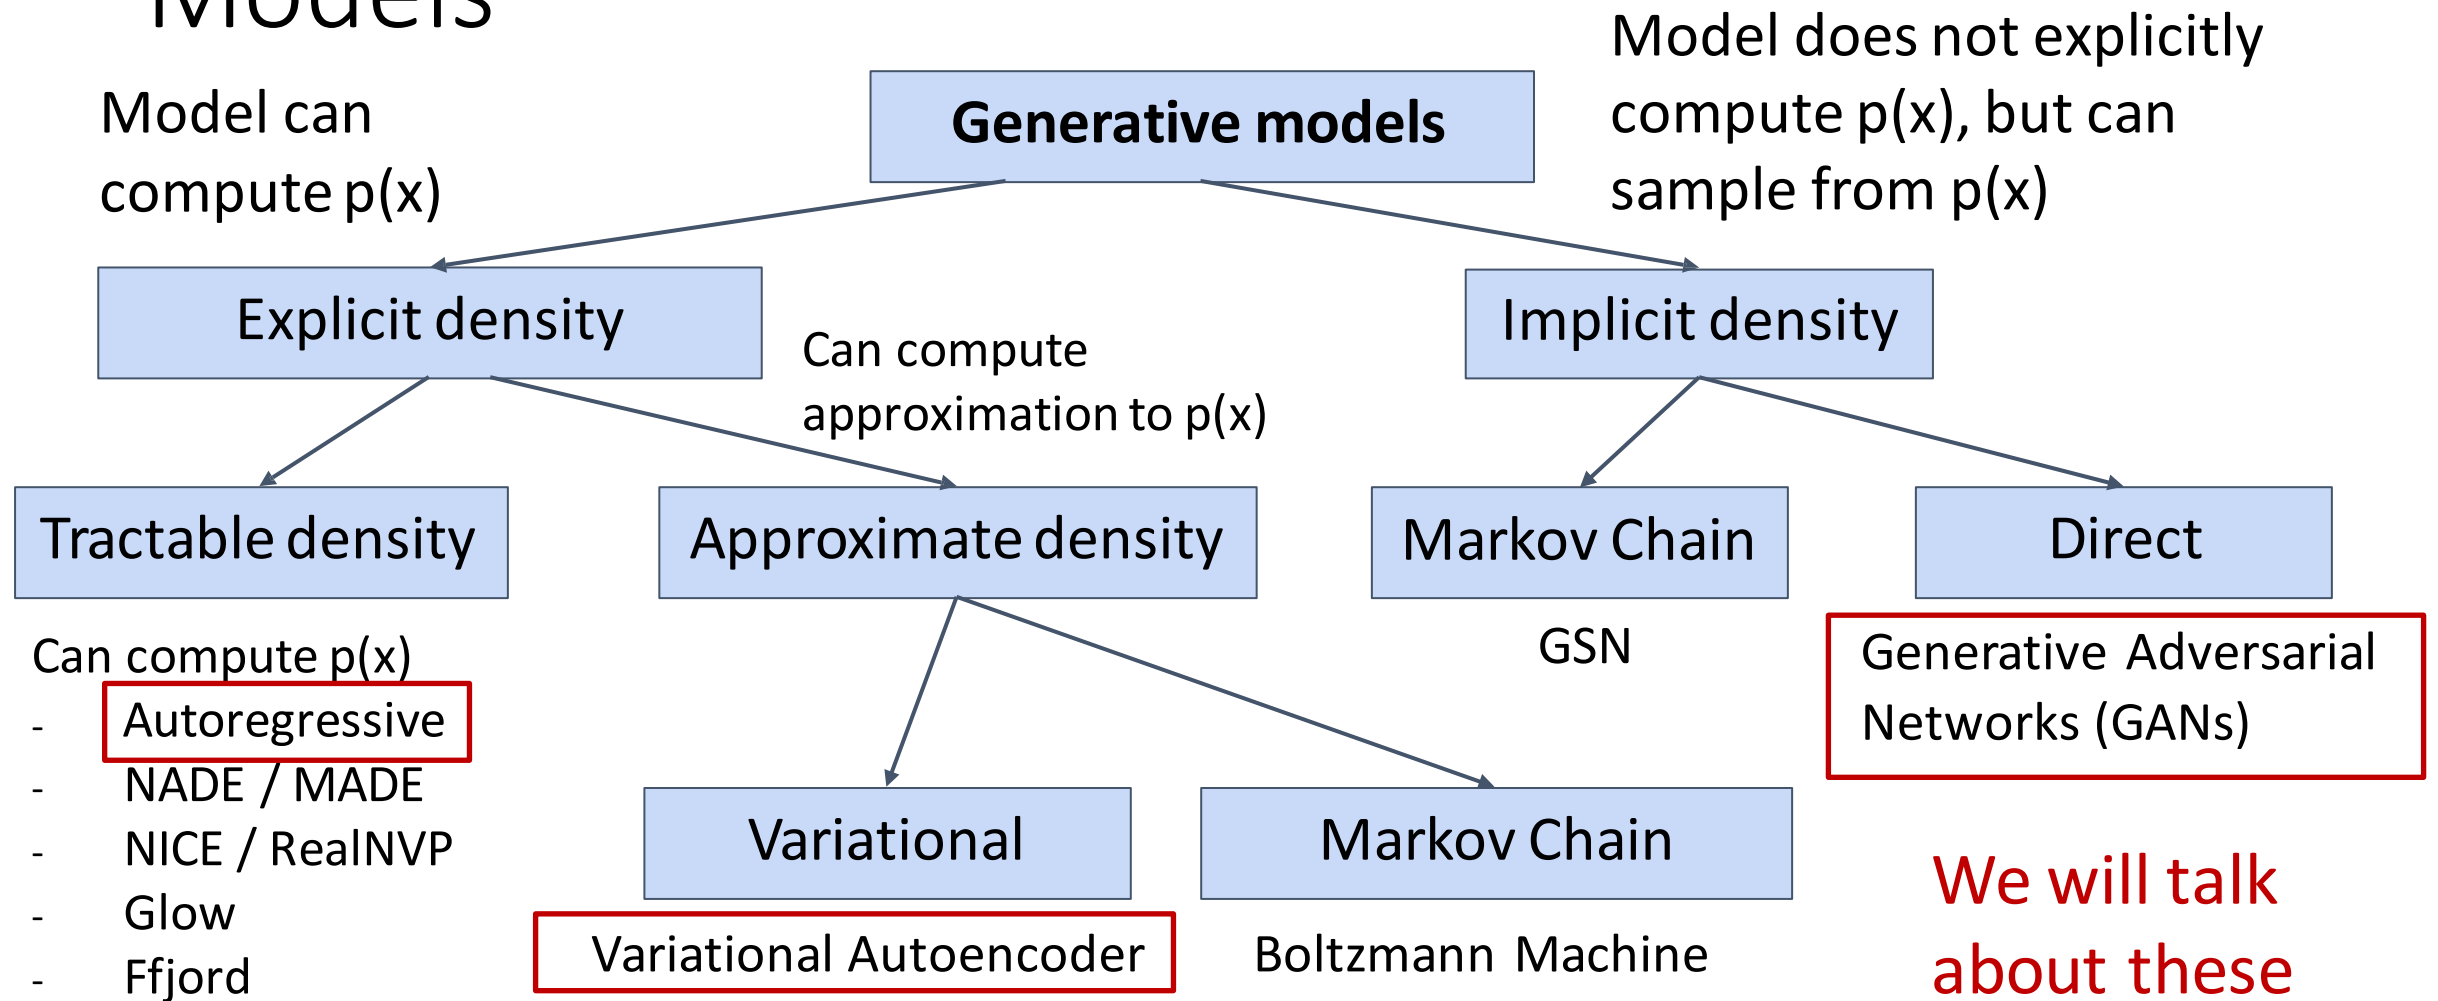 Models
Model can
compute p(x)
Generative models
Model does not explicitly
compute p(x), but can
sample from p(x)
Explicit density
Can compute
approximation to p(x)
Implicit density
Tractable density
Approximate density
Markov Chain
Direct
Can compute p(x)
- Autoregressive
- NADE / MADE
- NICE / RealNVP
- Glow
- Ffjord
GSN
Generative Adversarial
Networks (GANs)
Variational
Markov Chain
Variational Autoencoder
Boltzmann Machine
We will talk
about these